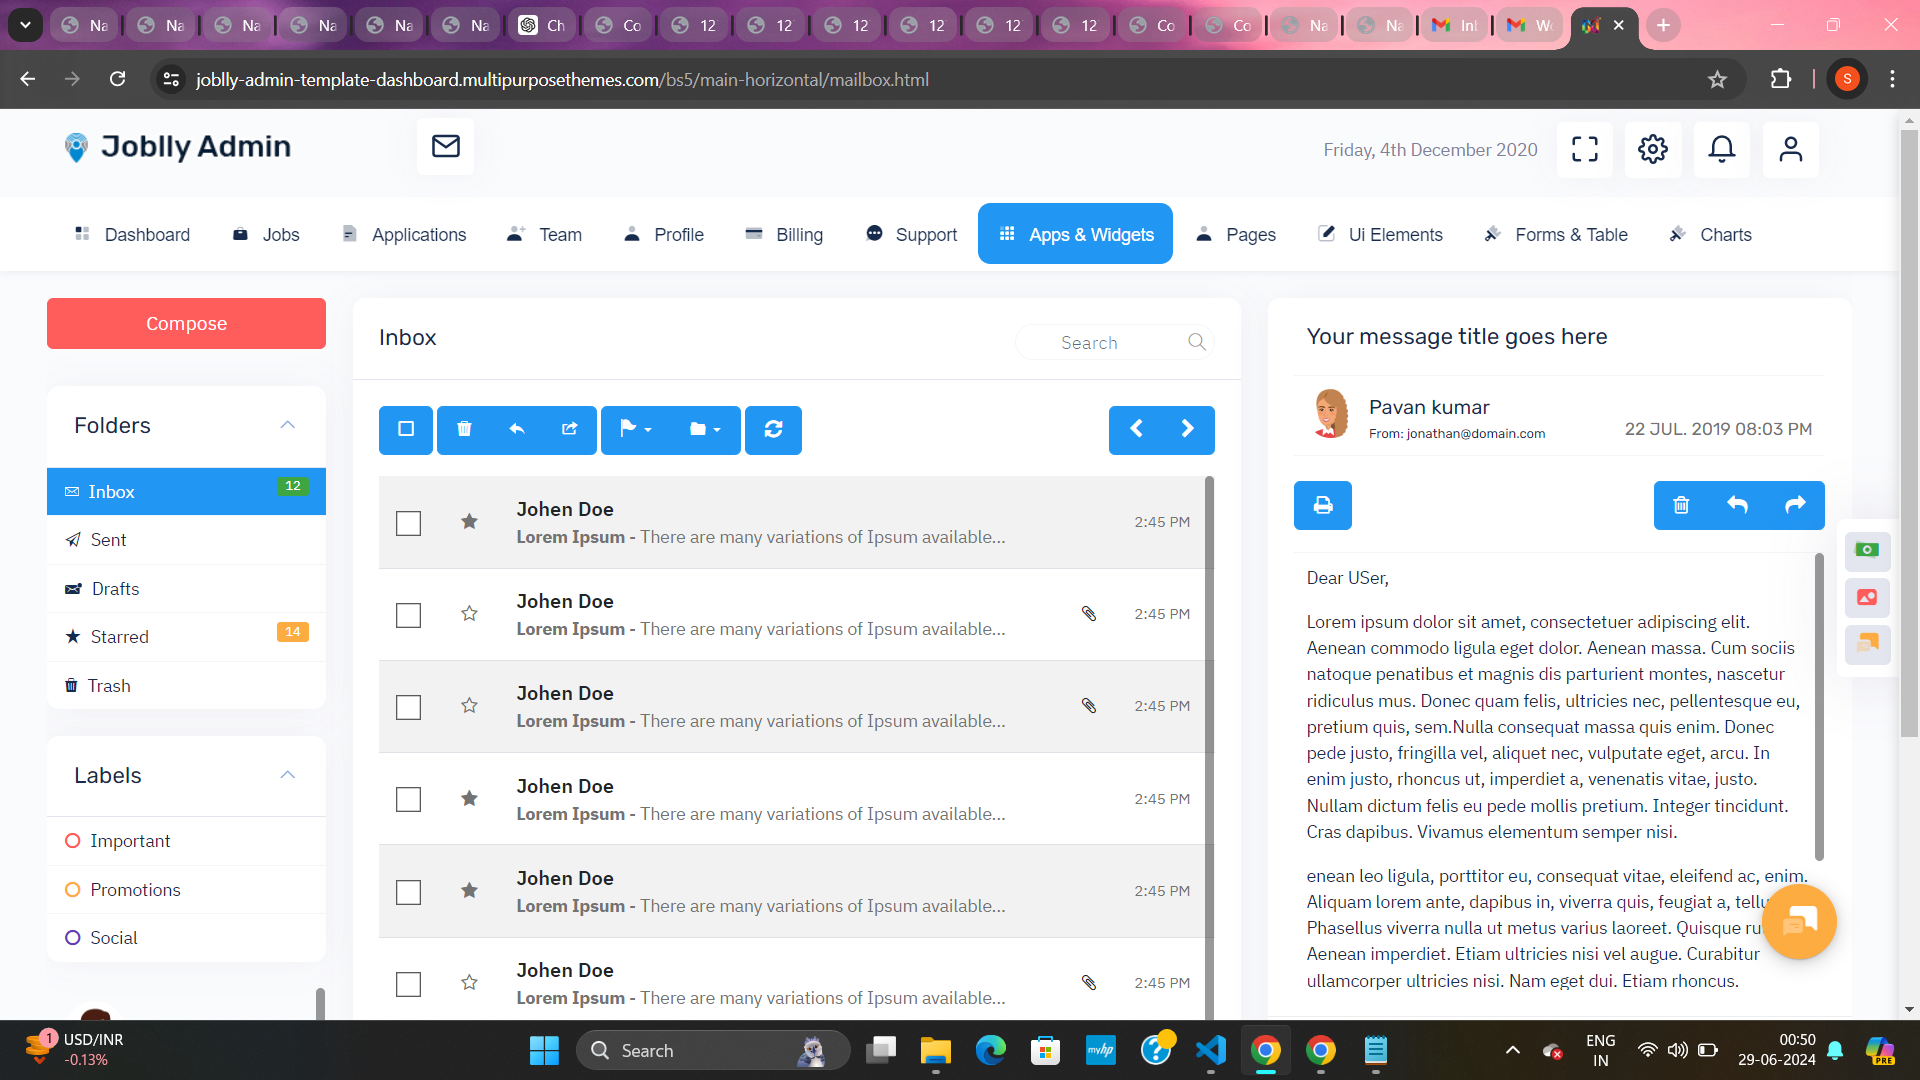 Na
Na
Na
Na
Na
Na
Ch
Co
12
12
12
12
12
12
Co
Co
Na
Na
Inb
We
joblly-admin-template-dashboard.multipurposethemes.com/bs5/main-horizontal/mailbox.html
S
Joblly Admin
Friday, 4th December 2020
Dashboard
Jobs
Applications
Team
Profile
Billing
Support
Apps & Widgets
Pages
Ui Elements
Forms & Table
Charts
Compose
Folders
Inbox
12
Sent
Drafts
Starred
14
Trash
Labels
Important
Promotions
Social
Inbox
Search
Johen Doe
Lorem Ipsum - There are many variations of Ipsum available...
2:45 PM
Johen Doe
Lorem Ipsum - There are many variations of Ipsum available...
2:45 PM
Johen Doe
Lorem Ipsum - There are many variations of Ipsum available...
2:45 PM
Johen Doe
Lorem Ipsum - There are many variations of Ipsum available...
2:45 PM
Johen Doe
Lorem Ipsum - There are many variations of Ipsum available...
2:45 PM
Johen Doe
Lorem Ipsum - There are many variations of Ipsum available...
2:45 PM
Your message title goes here
Pavan kumar
From: jonathan@domain.com
22 JUL. 2019 08:03 PM
Dear USer,
Lorem ipsum dolor sit amet, consectetuer adipiscing elit.
Aenean commodo ligula eget dolor. Aenean massa. Cum sociis
natoque penatibus et magnis dis parturient montes, nascetur
ridiculus mus. Donec quam felis, ultricies nec, pellentesque eu,
pretium quis, sem.Nulla consequat massa quis enim. Donec
pede justo, fringilla vel, aliquet nec, vulputate eget, arcu. In
enim justo, rhoncus ut, imperdiet a, venenatis vitae, justo.
Nullam dictum felis eu pede mollis pretium. Integer tincidunt.
Cras dapibus. Vivamus elementum semper nisi.
enean leo ligula, porttitor eu, consequat vitae, eleifend ac, enim.
Aliquam lorem ante, dapibus in, viverra quis, feugiat a, tellu
Phasellus viverra nulla ut metus varius laoreet. Quisque ru
Aenean imperdiet. Etiam ultricies nisi vel augue. Curabitur
ullamcorper ultricies nisi. Nam eget dui. Etiam rhoncus.
1
USD/INR
-0.13%
Search
myhp
ENG
IN
00:50
29-06-2024
PRE